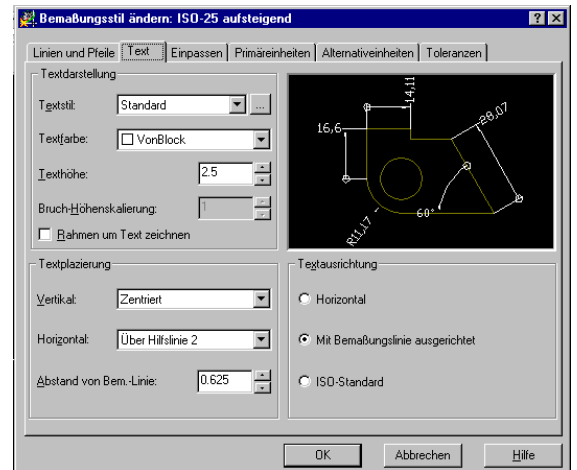 Bemaßungsstil ändern: ISO-25 aufsteigend
Linien und Pfeile Text Einpassen Primäreinheiten Alternativeinheiten Toleranzen
Textdarstellung
Textstil: Standard ...
Textfarbe: VonBlock
Texthöhe: 2.5
Bruch-Höhenskalierung: 1
Rahmen um Text zeichnen
14,11
16,6
28,07
60°
R11,17
Textplazierung
Vertikal: Zentriert
Horizontal: Über Hilfslinie 2
Abstand von Bem.-Linie: 0.625
Textausrichtung
Horizontal
Mit Bemaßungslinie ausgerichtet
ISO-Standard
OK Abbrechen Hilfe